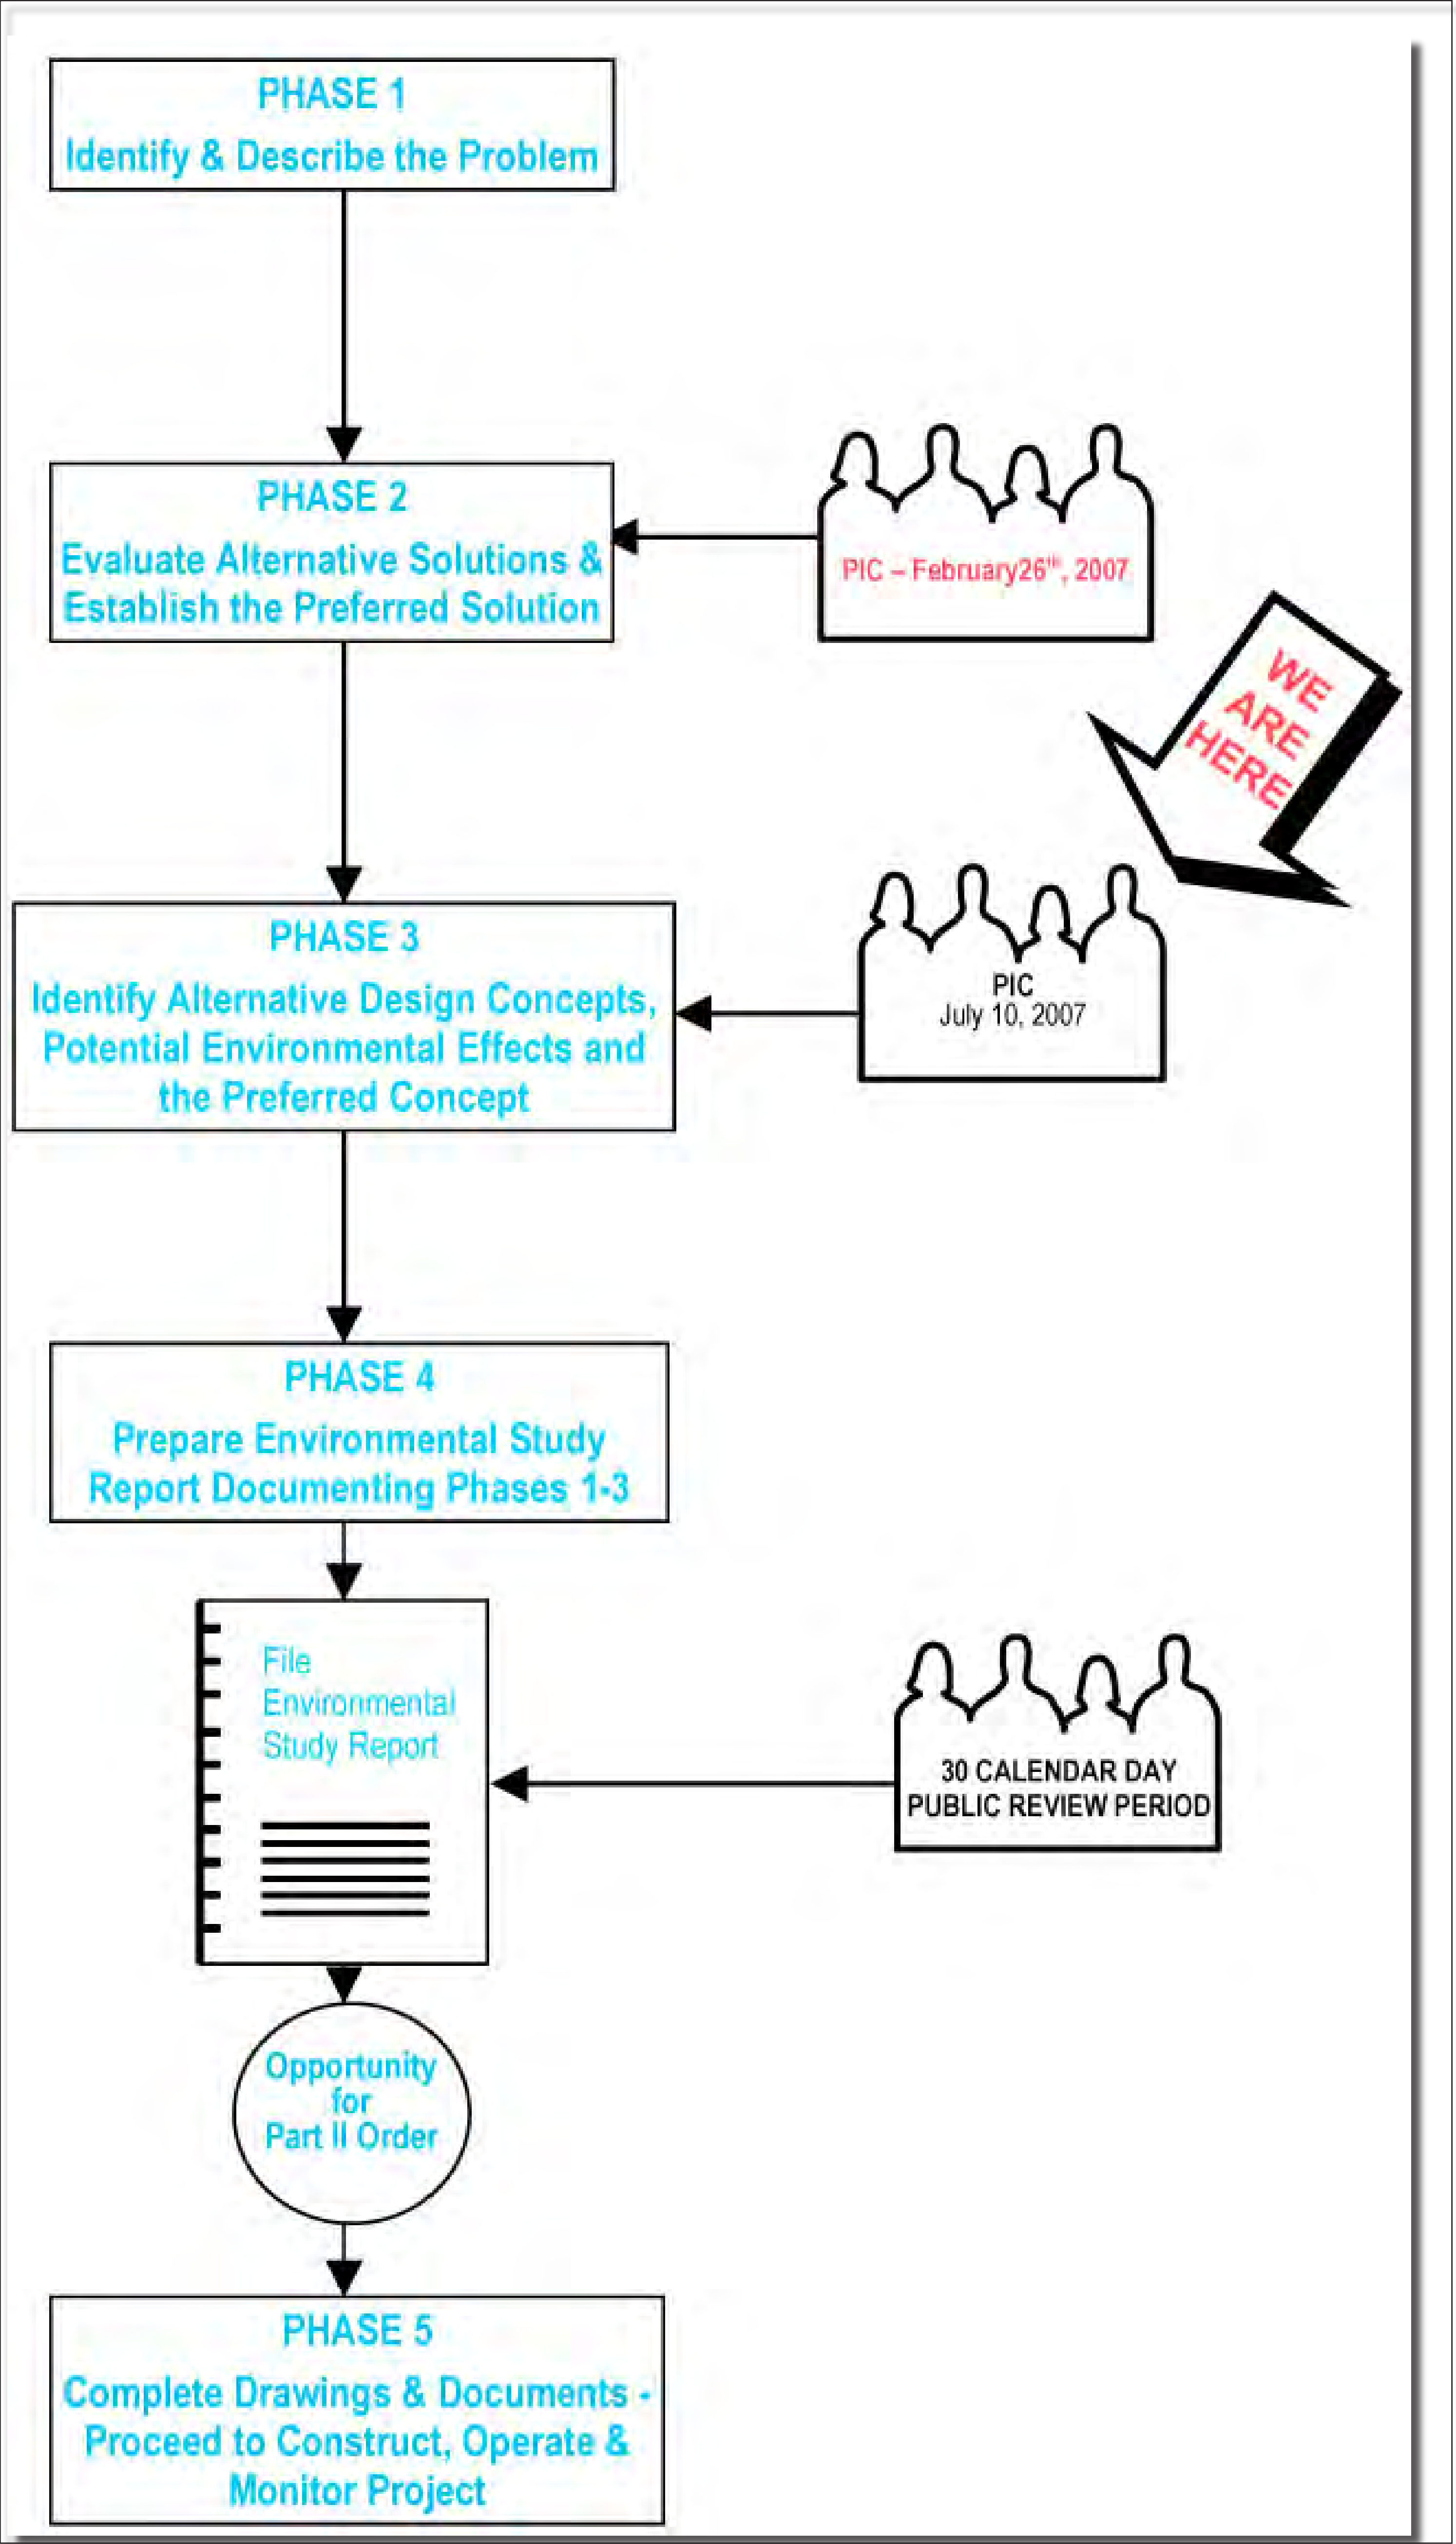 PHASE 1
Identify & Describe the Problem
PHASE 2
Evaluate Alternative Solutions &
Establish the Preferred Solution
PIC – February26th, 2007
WE
ARE
HERE
PHASE 3
Identify Alternative Design Concepts,
Potential Environmental Effects and
the Preferred Concept
PIC
July 10, 2007
PHASE 4
Prepare Environmental Study
Report Documenting Phases 1-3
File
Environmental
Study Report
30 CALENDAR DAY
PUBLIC REVIEW PERIOD
Opportunity
for
Part II Order
PHASE 5
Complete Drawings & Documents -
Proceed to Construct, Operate &
Monitor Project